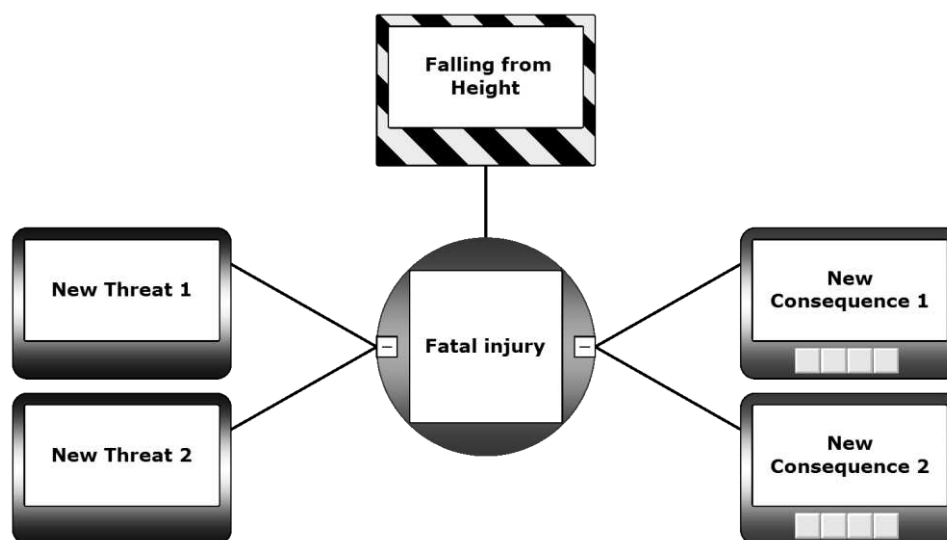 Falling from
Height
New Threat 1
Fatal injury
New
Consequence 1
New Threat 2
New
Consequence 2